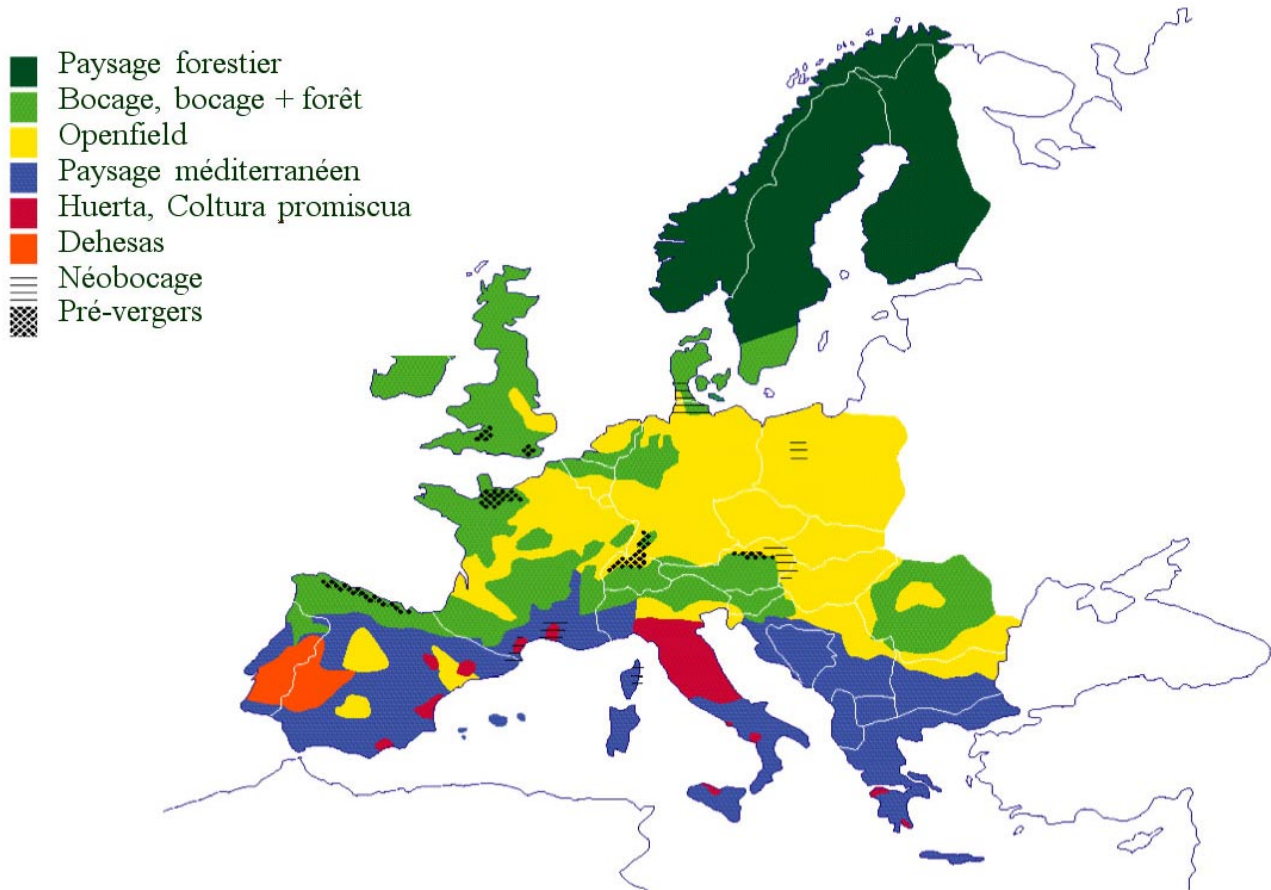 Paysage forestier
Bocage, bocage + forêt
Openfield
Paysage méditerranéen
Huerta, Coltura promiscua
Dehesas
Néobocage
Pré-vergers